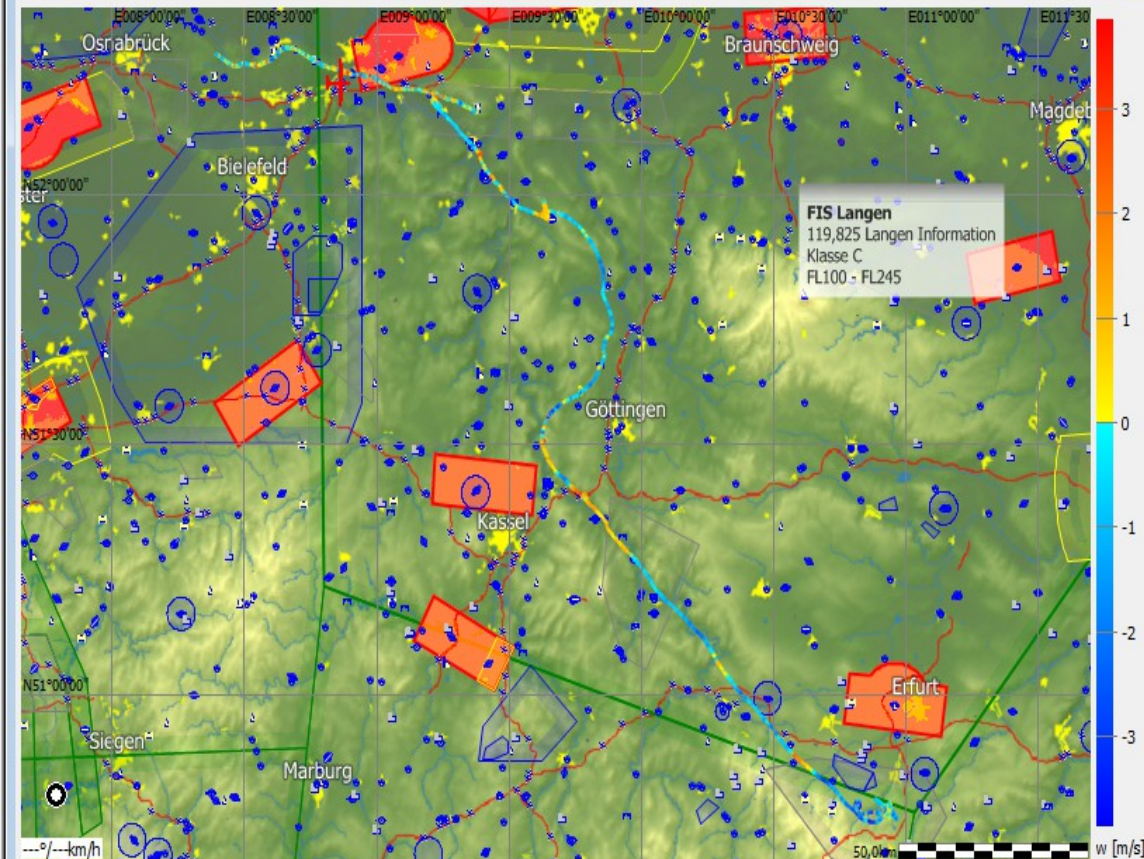 E008°00'00"
E008°30'00"
E009°00'00"
E009°30'00"
E010°00'00"
E010°30'00"
E011°00'00"
E011°30
Osnabrück
Braunschweig
Magdeb
3
Bielefeld
N52°00'00"
ster
FIS Langen
119,825 Langen Information
Klasse C
FL100 - FL245
2
1
0
Göttingen
N51°30'00
Kassel
-1
-2
N51°00'00"
Erfurt
Siegen
Marburg
-3
---°/---km/h
50,0km
w [m/s]